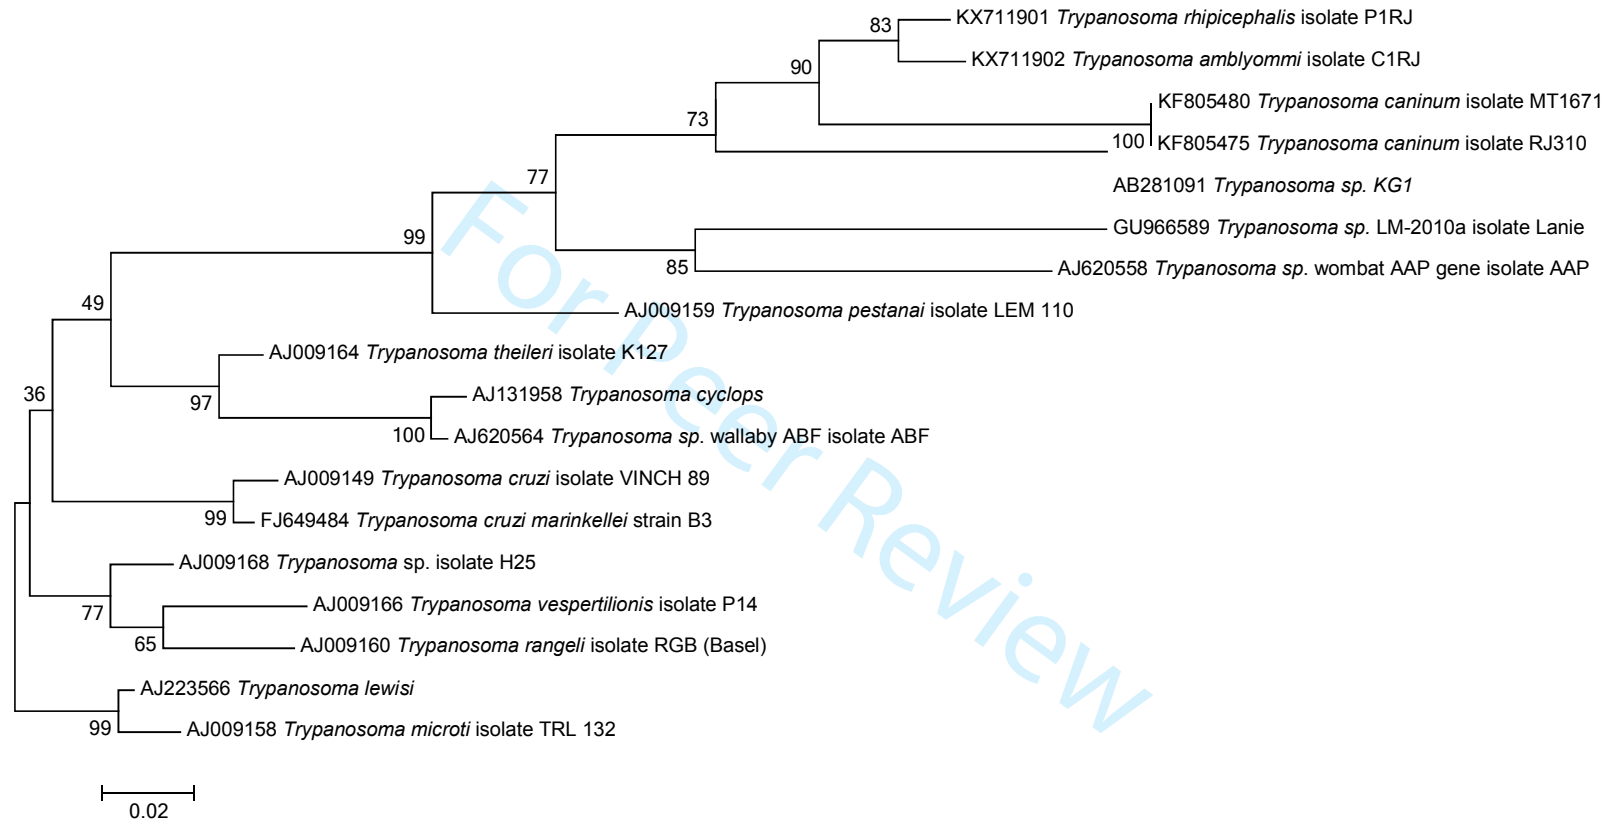 KX711901 Trypanosoma rhipicephalis isolate P1RJ
83
KX711902 Trypanosoma amblyommi isolate C1RJ
90
KF805480 Trypanosoma caninum isolate MT1671
73
100 KF805475 Trypanosoma caninum isolate RJ310
77
AB281091 Trypanosoma sp. KG1
GU966589 Trypanosoma sp. LM-2010a isolate Lanie
99
85
AJ620558 Trypanosoma sp. wombat AAP gene isolate AAP
49
AJ009159 Trypanosoma pestanai isolate LEM 110
AJ009164 Trypanosoma theileri isolate K127
36
97
AJ131958 Trypanosoma cyclops
100
AJ620564 Trypanosoma sp. wallaby ABF isolate ABF
AJ009149 Trypanosoma cruzi isolate VINCH 89
99
FJ649484 Trypanosoma cruzi marinkellei strain B3
AJ009168 Trypanosoma sp. isolate H25
77
AJ009166 Trypanosoma vespertilionis isolate P14
65
AJ009160 Trypanosoma rangeli isolate RGB (Basel)
AJ223566 Trypanosoma lewisi
99
AJ009158 Trypanosoma microti isolate TRL 132
0.02
For Peer Review